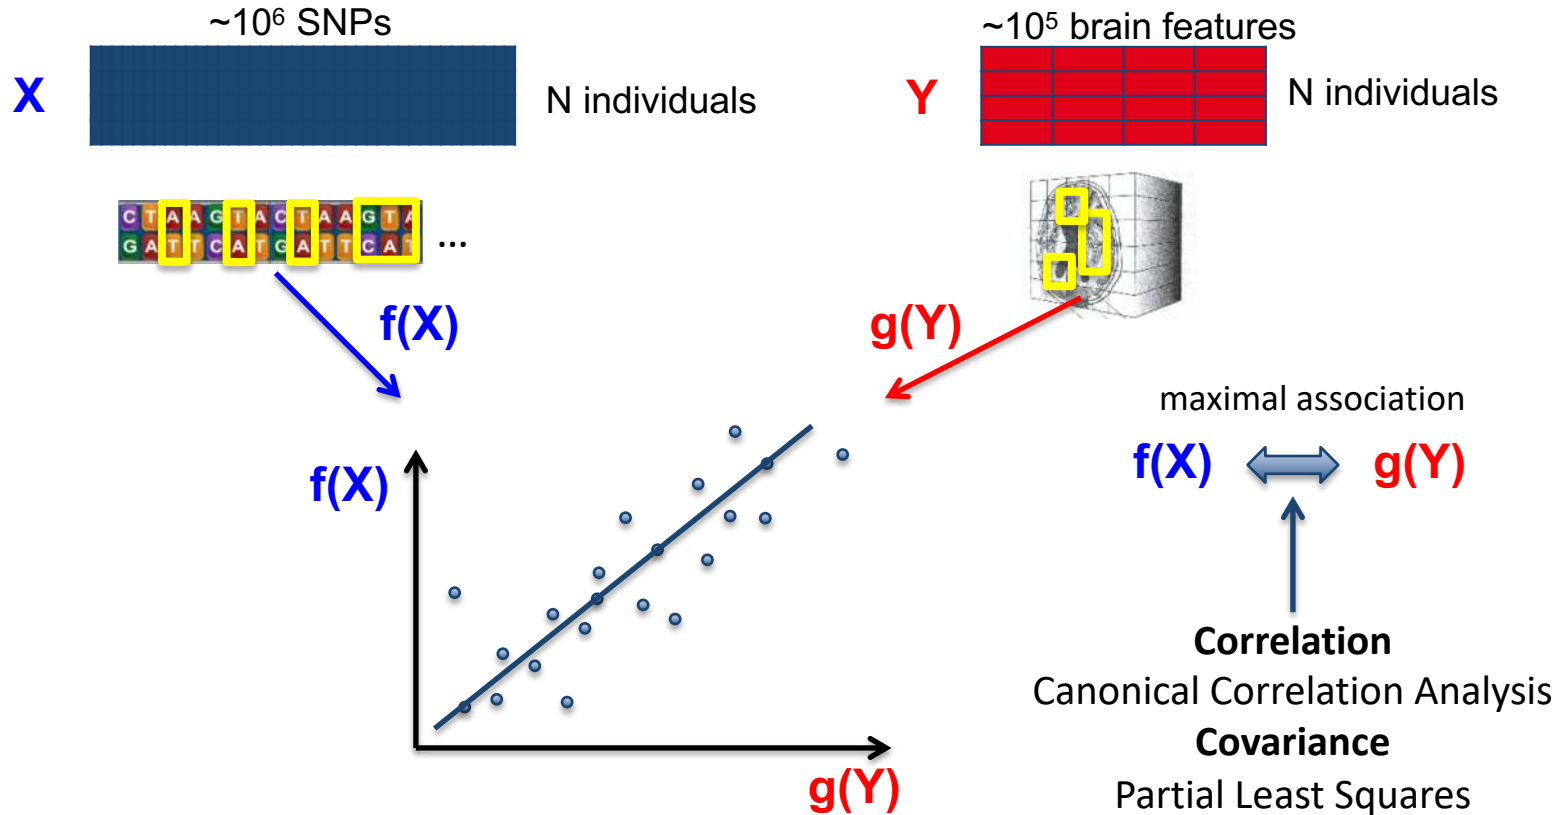 ~10⁶ SNPs
X
N individuals
~10⁵ brain features
Y
N individuals
CTAAGTACTAAGTA
GATTCATGATTCAT
...
f(X)
g(Y)
maximal association
f(X)
g(Y)
f(X)
g(Y)
Correlation
Canonical Correlation Analysis
Covariance
Partial Least Squares